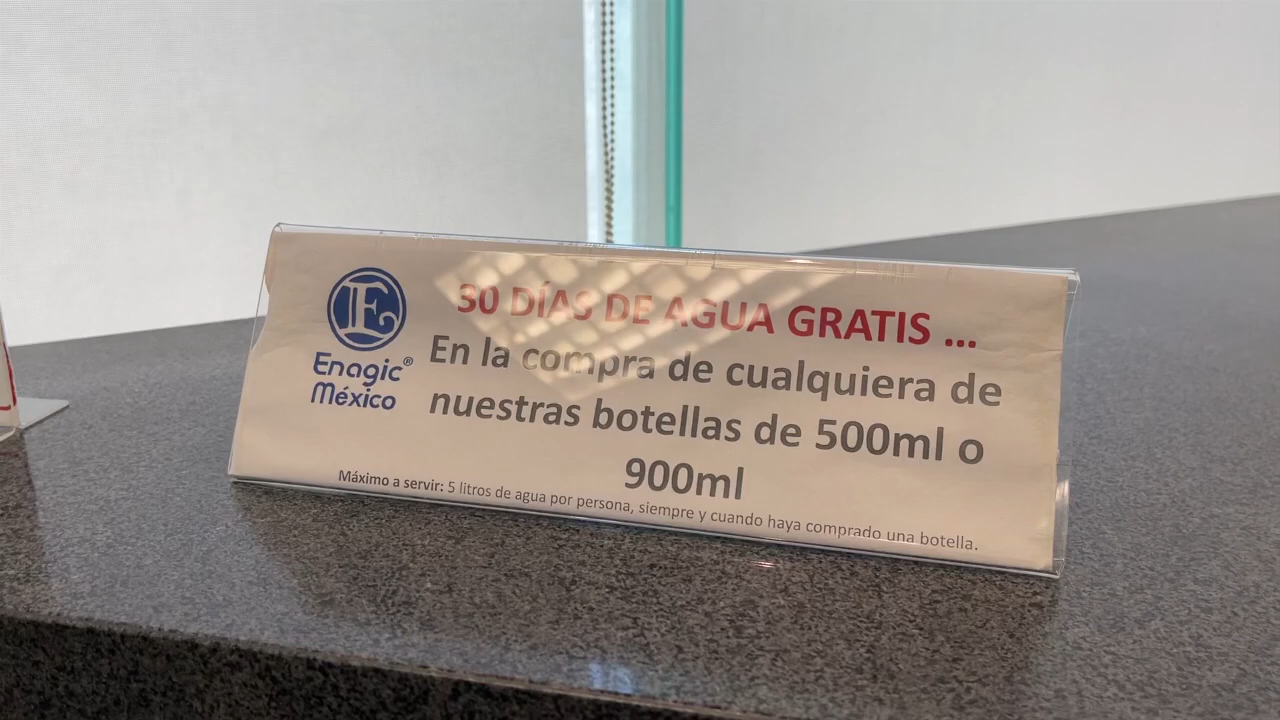 E
Enagic®
México
30 DÍAS DE AGUA GRATIS ...
En la compra de cualquiera de
nuestras botellas de 500ml o
900ml
Máximo a servir: 5 litros de agua por persona, siempre y cuando haya comprado una botella.